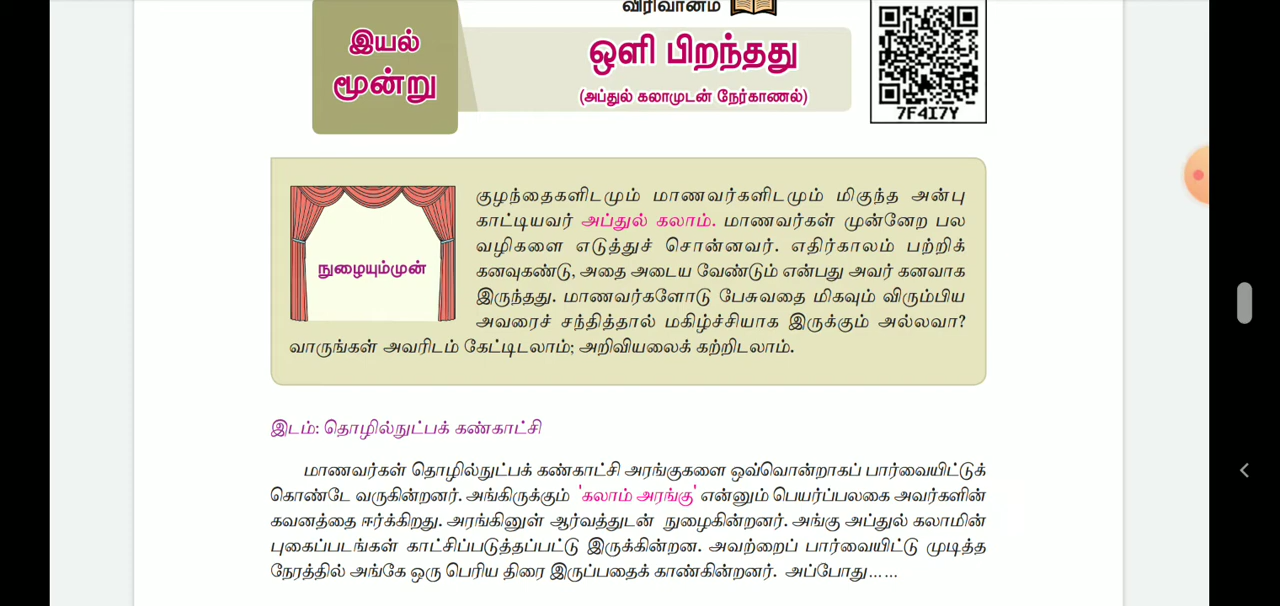 விரிவானம்
இயல்
மூன்று
ஒளி பிறந்தது
(அப்துல் கலாமுடன் நேர்காணல்)
7F4I7Y
நுழையும்முன்
குழந்தைகளிடமும் மாணவர்களிடமும் மிகுந்த அன்பு
காட்டியவர் அப்துல் கலாம். மாணவர்கள் முன்னேற பல
வழிகளை எடுத்துச் சொன்னவர். எதிர்காலம் பற்றிக்
கனவுகண்டு, அதை அடைய வேண்டும் என்பது அவர் கனவாக
இருந்தது. மாணவர்களோடு பேசுவதை மிகவும் விரும்பிய
அவரைச் சந்தித்தால் மகிழ்ச்சியாக இருக்கும் அல்லவா?
வாருங்கள் அவரிடம் கேட்டிடலாம்; அறிவியலைக் கற்றிடலாம்.
இடம்: தொழில்நுட்பக் கண்காட்சி
மாணவர்கள் தொழில்நுட்பக் கண்காட்சி அரங்குகளை ஒவ்வொன்றாகப் பார்வையிட்டுக்
கொண்டே வருகின்றனர். அங்கிருக்கும் 'கலாம் அரங்கு' என்னும் பெயர்ப்பலகை அவர்களின்
கவனத்தை ஈர்க்கிறது. அரங்கினுள் ஆர்வத்துடன் நுழைகின்றனர். அங்கு அப்துல் கலாமின்
புகைப்படங்கள் காட்சிப்படுத்தப்பட்டு இருக்கின்றன. அவற்றைப் பார்வையிட்டு முடித்த
நேரத்தில் அங்கே ஒரு பெரிய திரை இருப்பதைக் காண்கின்றனர். அப்போது......